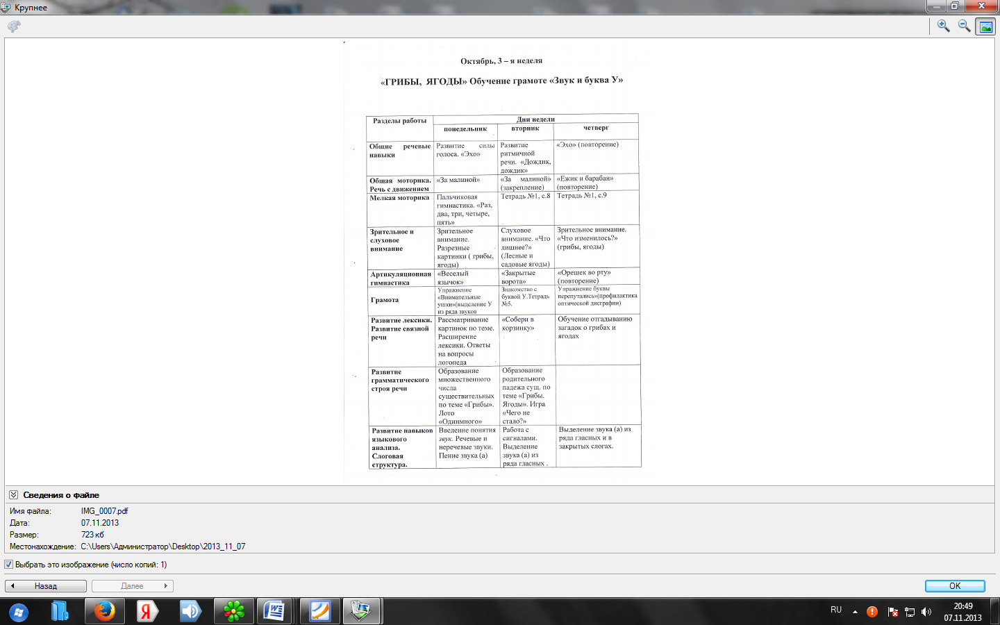 Крупнее
Октябрь, 3 – я неделя
«ГРИБЫ, ЯГОДЫ» Обучение грамоте «Звук и буква У»
Разделы работы
Дни недели
понедельник
вторник
четверг
Общие речевые
навыки
Развитие силы
голоса. «Эхо»
Развитие
ритмичной
речи. «Дождик,
дождик»
«Эхо» (повторение)
Общая моторика.
Речь с движением
«За малиной»
«За малиной»
(закрепление)
«Ежик и барабан»
(повторение)
Мелкая моторика
Пальчиковая
гимнастика. «Раз,
два, три, четыре,
пять»
Тетрадь №1, с.8
Тетрадь №1, с.9
Зрительное и
слуховое
внимание
Зрительное
внимание.
Разрезные
картинки ( грибы,
ягоды)
Слуховое
внимание. «Что
лишнее?»
(Лесные и
садовые ягоды)
Зрительное внимание.
«Что изменилось?»
(грибы, ягоды)
Артикуляционная
гимнастика
«Веселый
язычок»
«Закрытые
ворота»
«Орешек во рту»
(повторение)
Грамота
Упражнение
«Внимательные
ушки»(выделение У
из ряда звуков
Знакомство с
буквой У.Тетрадь
№5.
Упражнение буквы
перепутались»(профилактика
оптической дисграфии)
Развитие лексики.
Развитие связной
речи
Рассматривание
картинок по теме.
Расширение
лексики. Ответы
на вопросы
логопеда
«Собери в
корзинку»
Обучение отгадыванию
загадок о грибах и
ягодах
Развитие
грамматического
строя речи
Образование
множественного
числа
существительных
по теме «Грибы».
Лото
«Одинмного»
Образование
родительного
падежа сущ. по
теме «Грибы.
Ягоды». Игра
«Чего не
стало?»
Развитие навыков
языкового
анализа.
Слоговая
структура.
Введение понятия
звук. Речевые и
неречевые звуки.
Пение звука (а)
Работа с
сигналами.
Выделение
звука (а) из
ряда гласных .
Выделение звука (а) из
ряда гласных и в
закрытых слогах.
Сведения о файле
Имя файла: IMG_0007.pdf
Дата: 07.11.2013
Размер: 723 кб
Местонахождение: C:\Users\Администратор\Desktop\2013_11_07
Выбрать это изображение (число копий: 1)
Назад
Далее
OK
RU
20:49
07.11.2013